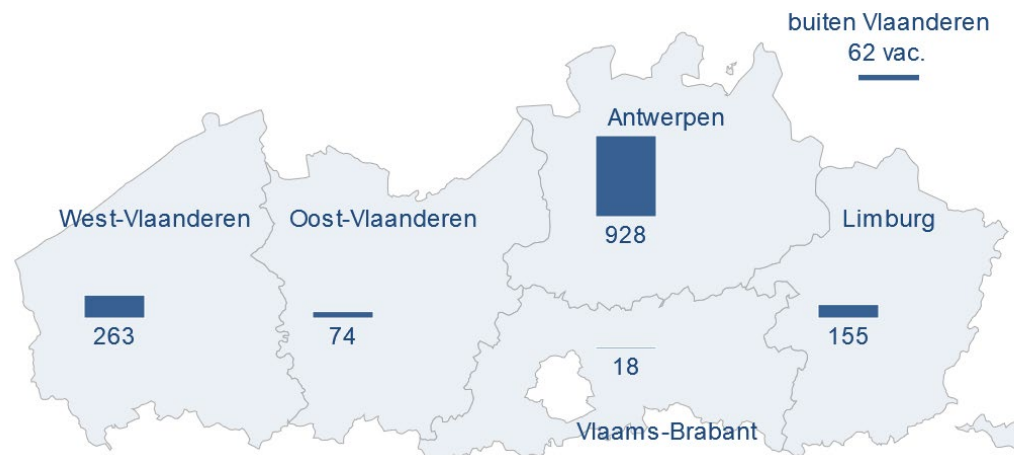 buiten Vlaanderen
62 vac.
Antwerpen
928
West-Vlaanderen
263
Oost-Vlaanderen
74
Limburg
155
18
Vlaams-Brabant